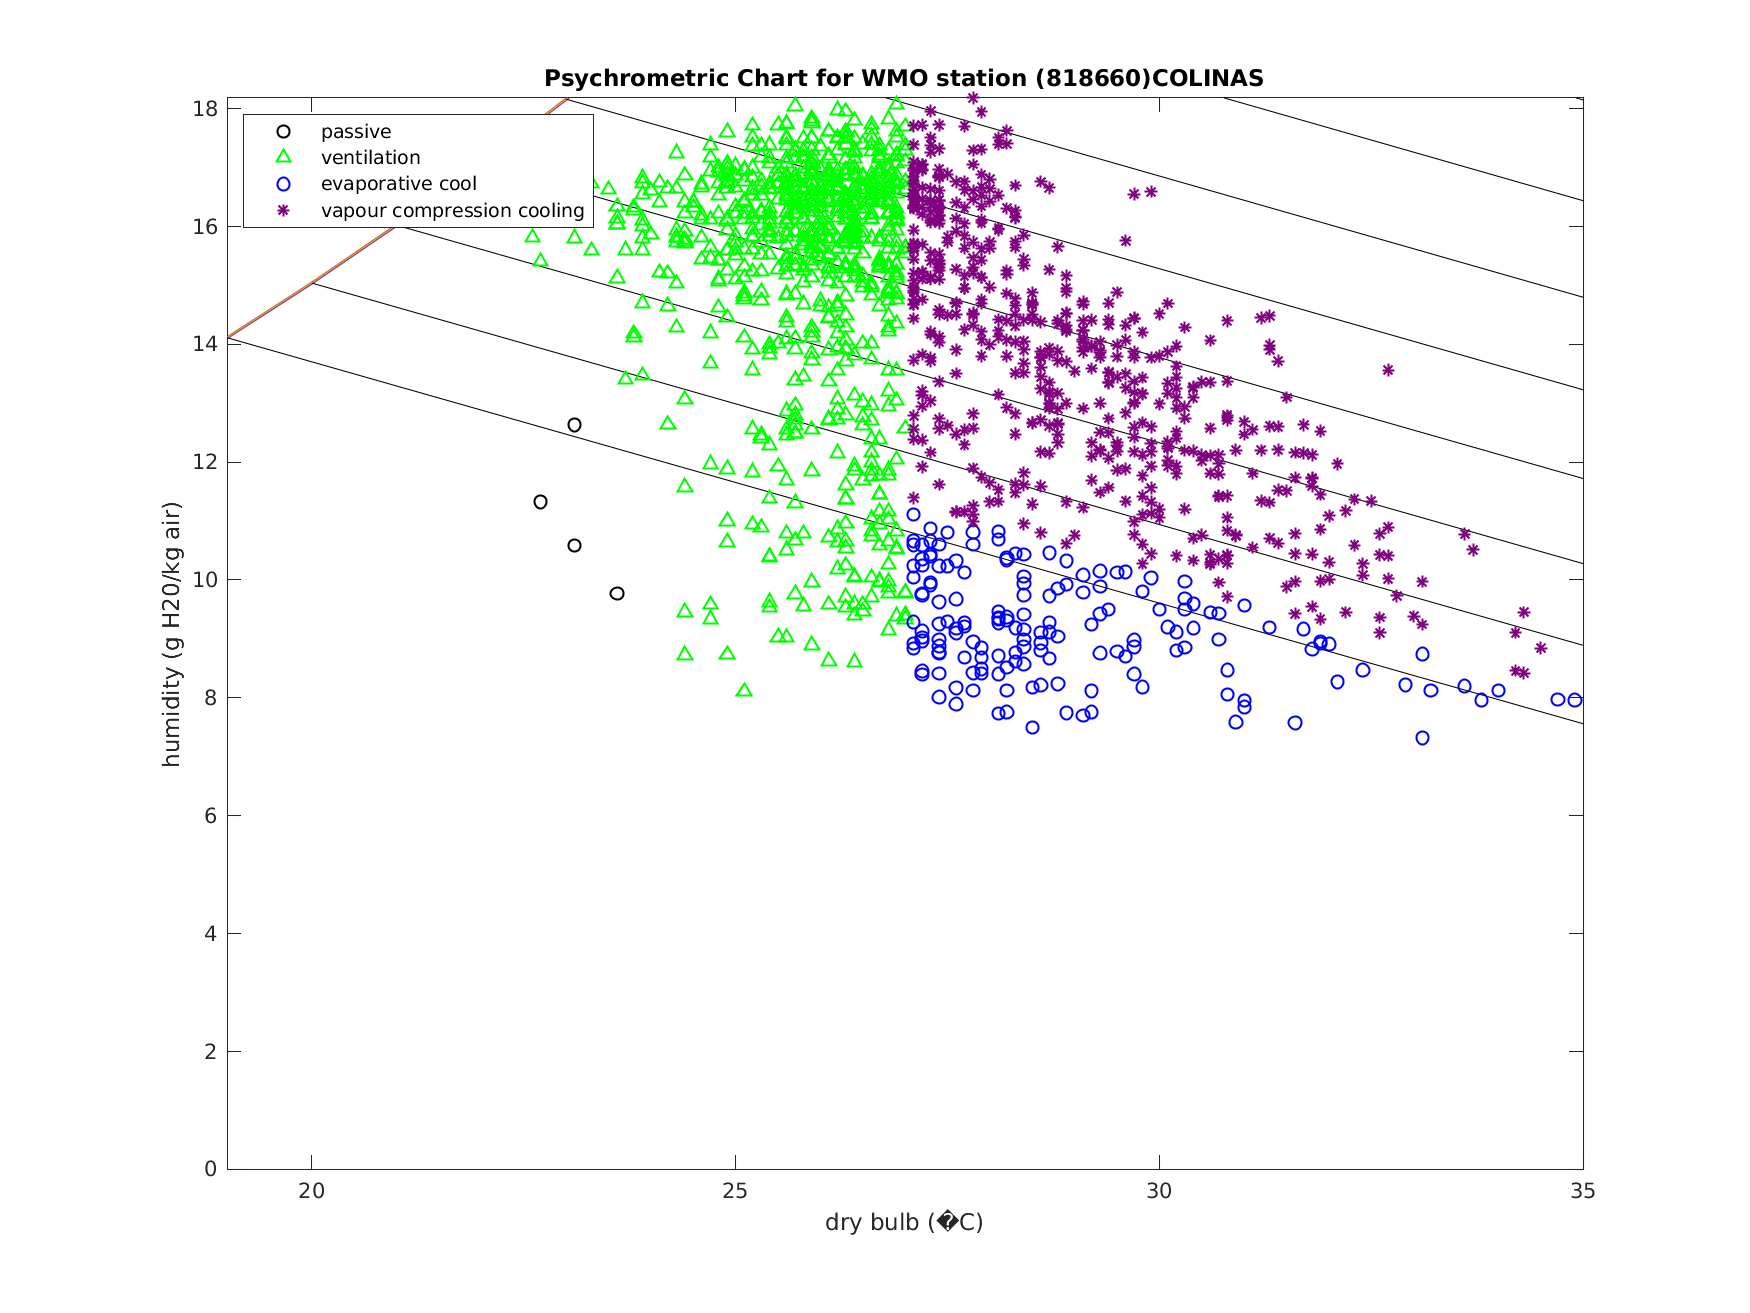 Psychrometric Chart for WMO station (818660)COLINAS
passive
ventilation
evaporative cool
vapour compression cooling
humidity (g H20/kg air)
18
16
14
12
10
8
6
4
2
0
20
25
30
35
dry bulb (�C)